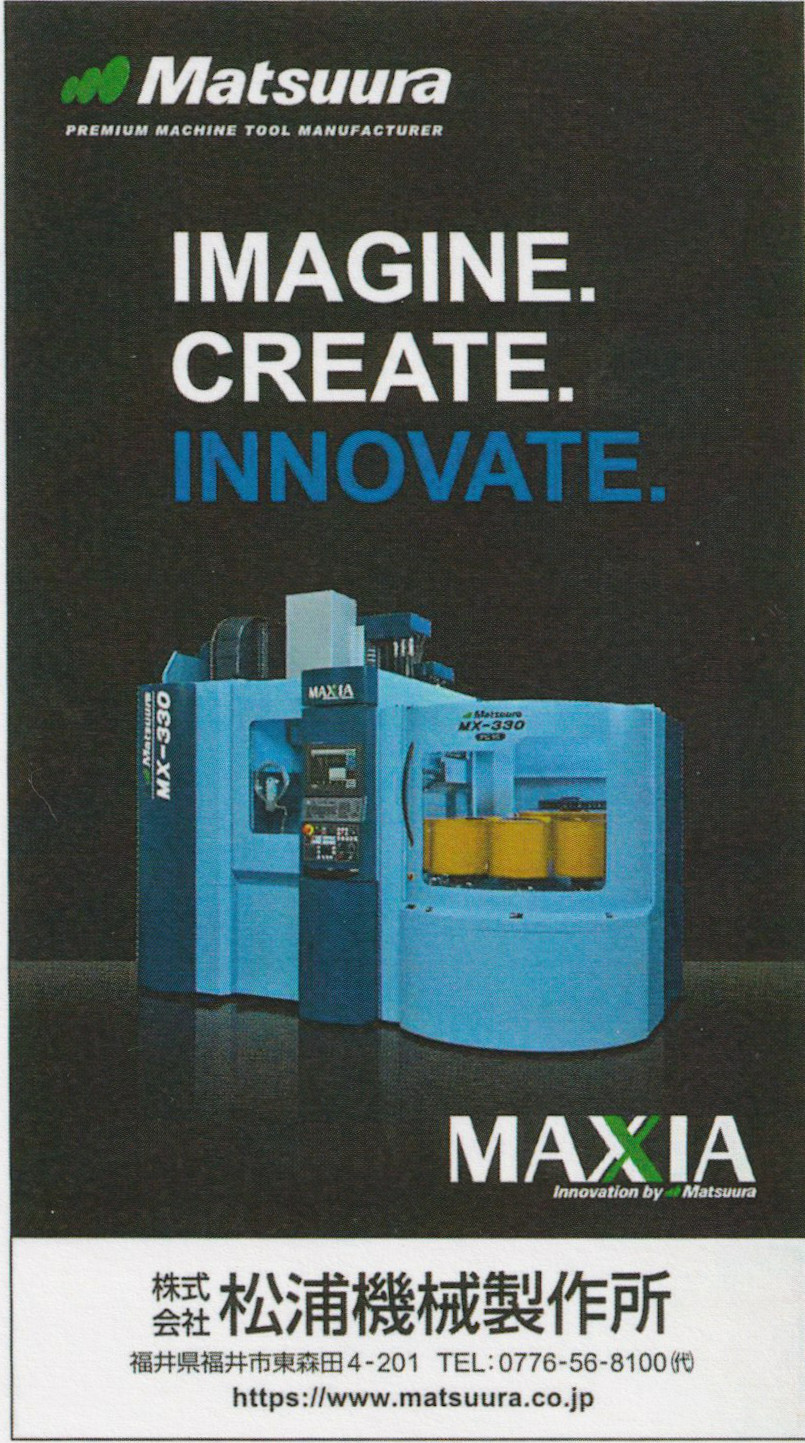 Matsuura
PREMIUM MACHINE TOOL MANUFACTURER
IMAGINE.
CREATE.
INNOVATE.
MAXIA
Matsuura
MX-330
Matsuura
MX-330
MAXIA
Innovation by Matsuura
株式会社 松浦機械製作所
福井県福井市東森田4-201 TEL:0776-56-8100㈹
https://www.matsuura.co.jp